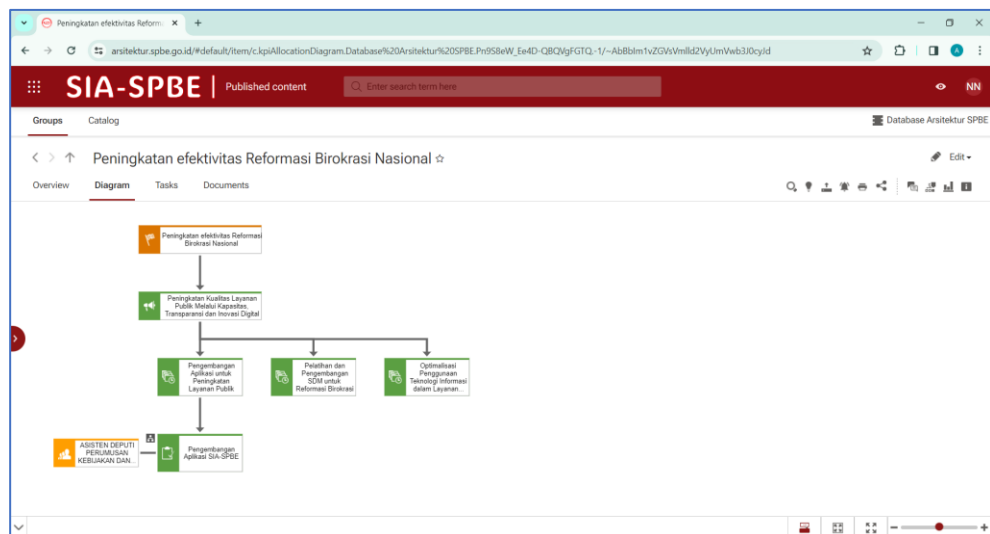 Peningkatan efektivitas Reform
arsitektur.spbe.go.id/#default/item/c.kpiAllocationDiagram.Database%20Arsitektur%20SPBE.Pn9S8eW_Ee4D-QBQVgFGTQ.-1/~AbBbIm1vZGVsVmlld2VyUmVwb3J0cyJd
A
SIA-SPBE | Published content
Enter search term here
NN
Groups Catalog
Database Arsitektur SPBE
Peningkatan efektivitas Reformasi Birokrasi Nasional
Edit
Overview Diagram Tasks Documents
Peningkatan efektivitas Reformasi
Birokrasi Nasional
Peningkatan Kualitas Layanan
Publik Melalui Kapasitas,
Transparansi dan Inovasi Digital
Pengembangan
Aplikasi untuk
Peningkatan
Layanan Publik
Pelatihan dan
Pengembangan
SDM untuk
Reformasi Birokrasi
Optimalisasi
Penggunaan
Teknologi Informasi
dalam Layanan...
ASISTEN DEPUTI
PERUMUSAN
KEBIJAKAN DAN...
Pengembangan
Aplikasi SIA-SPBE